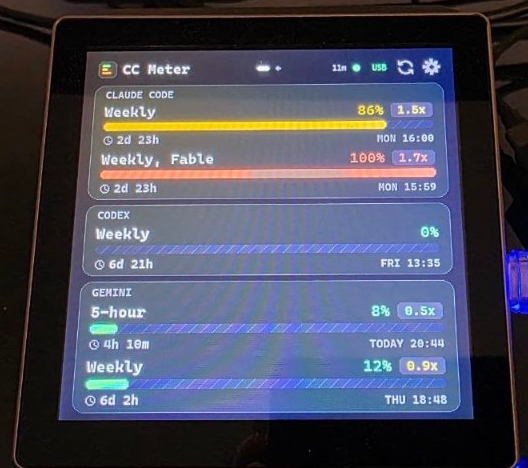 CC Meter 11m USB
CLAUDE CODE
Weekly 86% 1.5x
2d 23h MON 16:00
Weekly, Fable 100% 1.7x
2d 23h MON 15:59
CODEX
Weekly 0%
6d 21h FRI 13:35
GEMINI
5-hour 8% 0.5x
4h 10m TODAY 20:44
Weekly 12% 0.9x
6d 2h THU 18:48